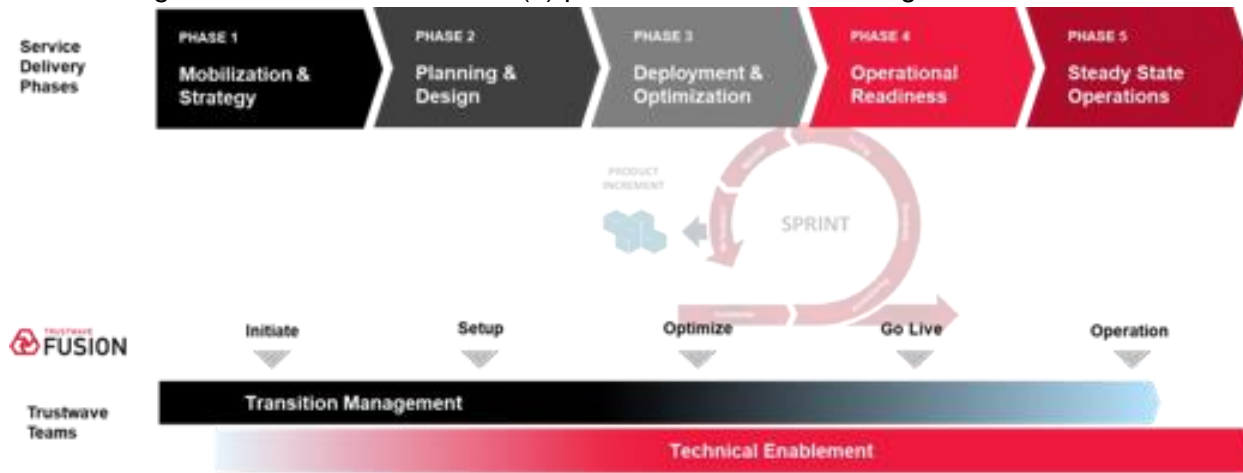 Service
Delivery
Phases
PHASE 1
Mobilization &
Strategy
PHASE 2
Planning &
Design
PHASE 3
Deployment &
Optimization
PHASE 4
Operational
Readiness
PHASE 5
Steady State
Operations
PRODUCT
INCREMENT
SPRINT
TRUSTWAVE
FUSION
Initiate
Setup
Optimize
Go Live
Operation
Trustwave
Teams
Transition Management
Technical Enablement